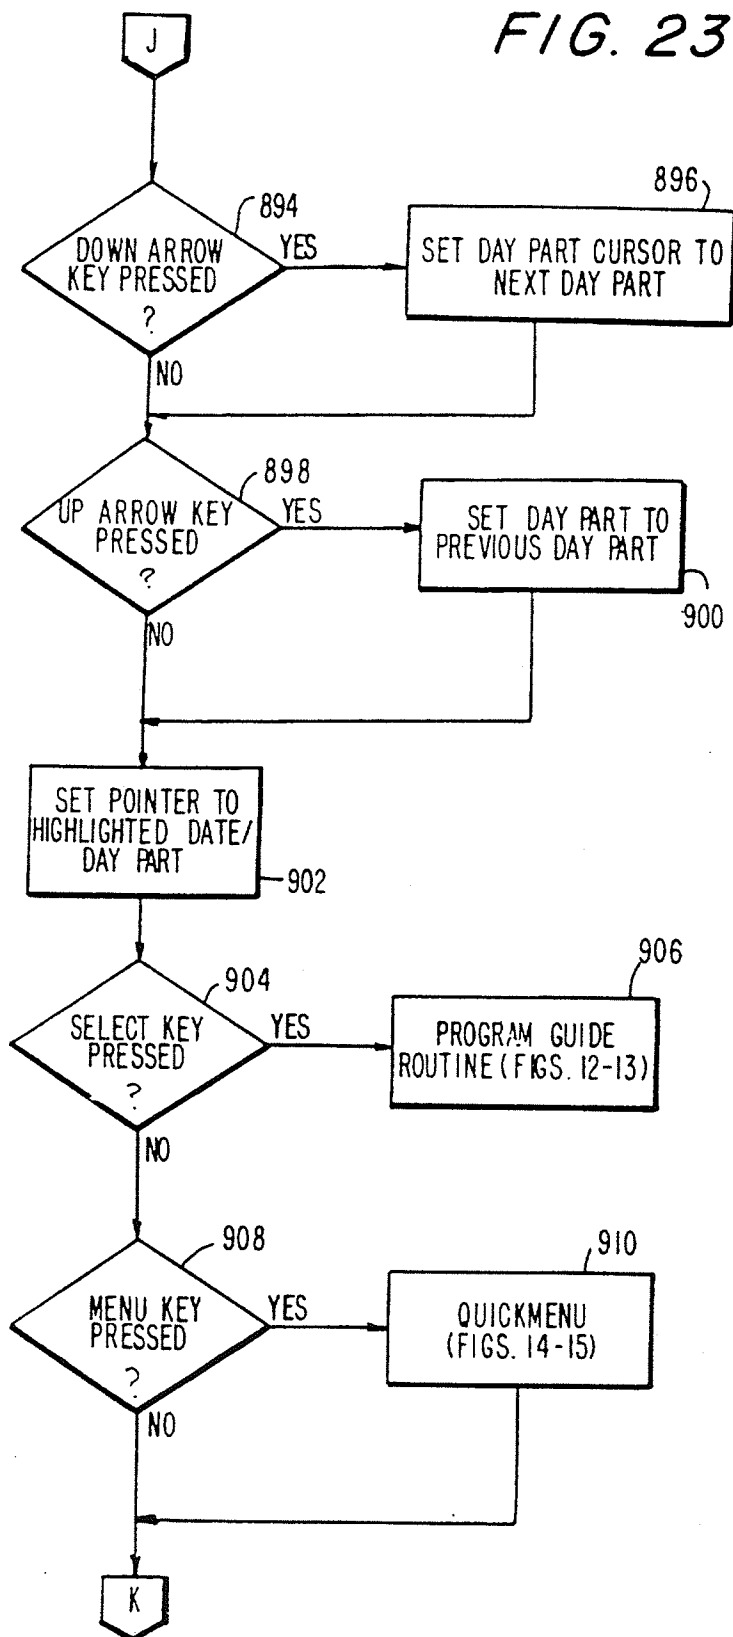 FIG. 23
J
894
896
DOWN ARROW
KEY PRESSED
?
YES
SET DAY PART CURSOR TO
NEXT DAY PART
NO
898
UP ARROW KEY
PRESSED
?
YES
SET DAY PART TO
PREVIOUS DAY PART
900
NO
SET POINTER TO
HIGHLIGHTED DATE/
DAY PART
902
904
906
SELECT KEY
PRESSED
?
YES
PROGRAM GUIDE
ROUTINE (FIGS. 12-13)
NO
908
910
MENU KEY
PRESSED
?
YES
QUICKMENU
(FIGS. 14-15)
NO
K